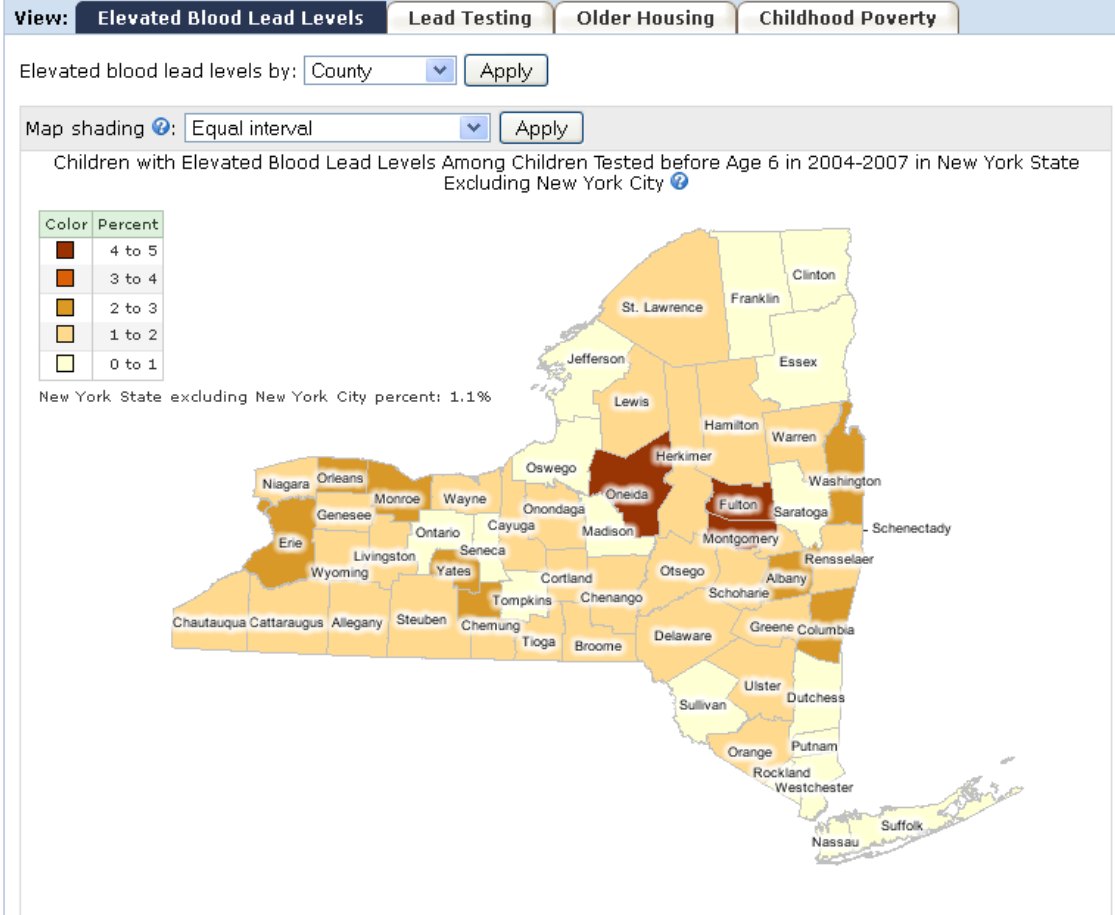 View: Elevated Blood Lead Levels Lead Testing Older Housing Childhood Poverty
Elevated blood lead levels by: County Apply
Map shading ?: Equal interval Apply
Children with Elevated Blood Lead Levels Among Children Tested before Age 6 in 2004-2007 in New York State
Excluding New York City ?
Color Percent
4 to 5
3 to 4
2 to 3
1 to 2
0 to 1
New York State excluding New York City percent: 1.1%
Clinton
Franklin
St. Lawrence
Jefferson
Essex
Lewis
Hamilton
Warren
Herkimer
Oswego
Washington
Niagara
Orleans
Monroe
Wayne
Oneida
Fulton
Saratoga
Genesee
Onondaga
Cayuga
Ontario
Madison
Schenectady
Montgomery
Erie
Seneca
Livingston
Rensselaer
Wyoming
Yates
Cortland
Otsego
Albany
Schoharie
Tompkins
Chenango
Chautauqua
Cattaraugus
Allegany
Steuben
Chemung
Greene
Columbia
Tioga
Broome
Delaware
Ulster
Dutchess
Sullivan
Orange
Putnam
Rockland
Westchester
Suffolk
Nassau